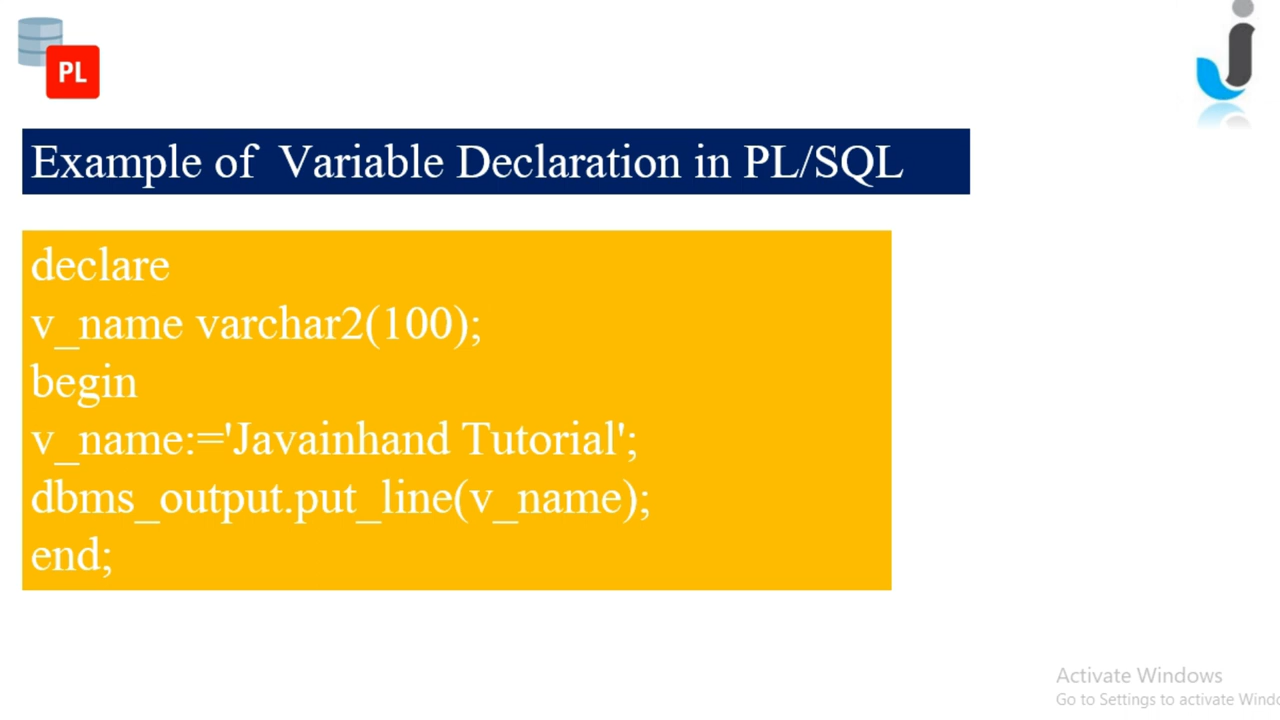 PL
Example of  Variable Declaration in PL/SQL
declare
v_name varchar2(100);
begin
v_name:='Javainhand Tutorial';
dbms_output.put_line(v_name);
end;
Activate Windows
Go to Settings to activate Windo